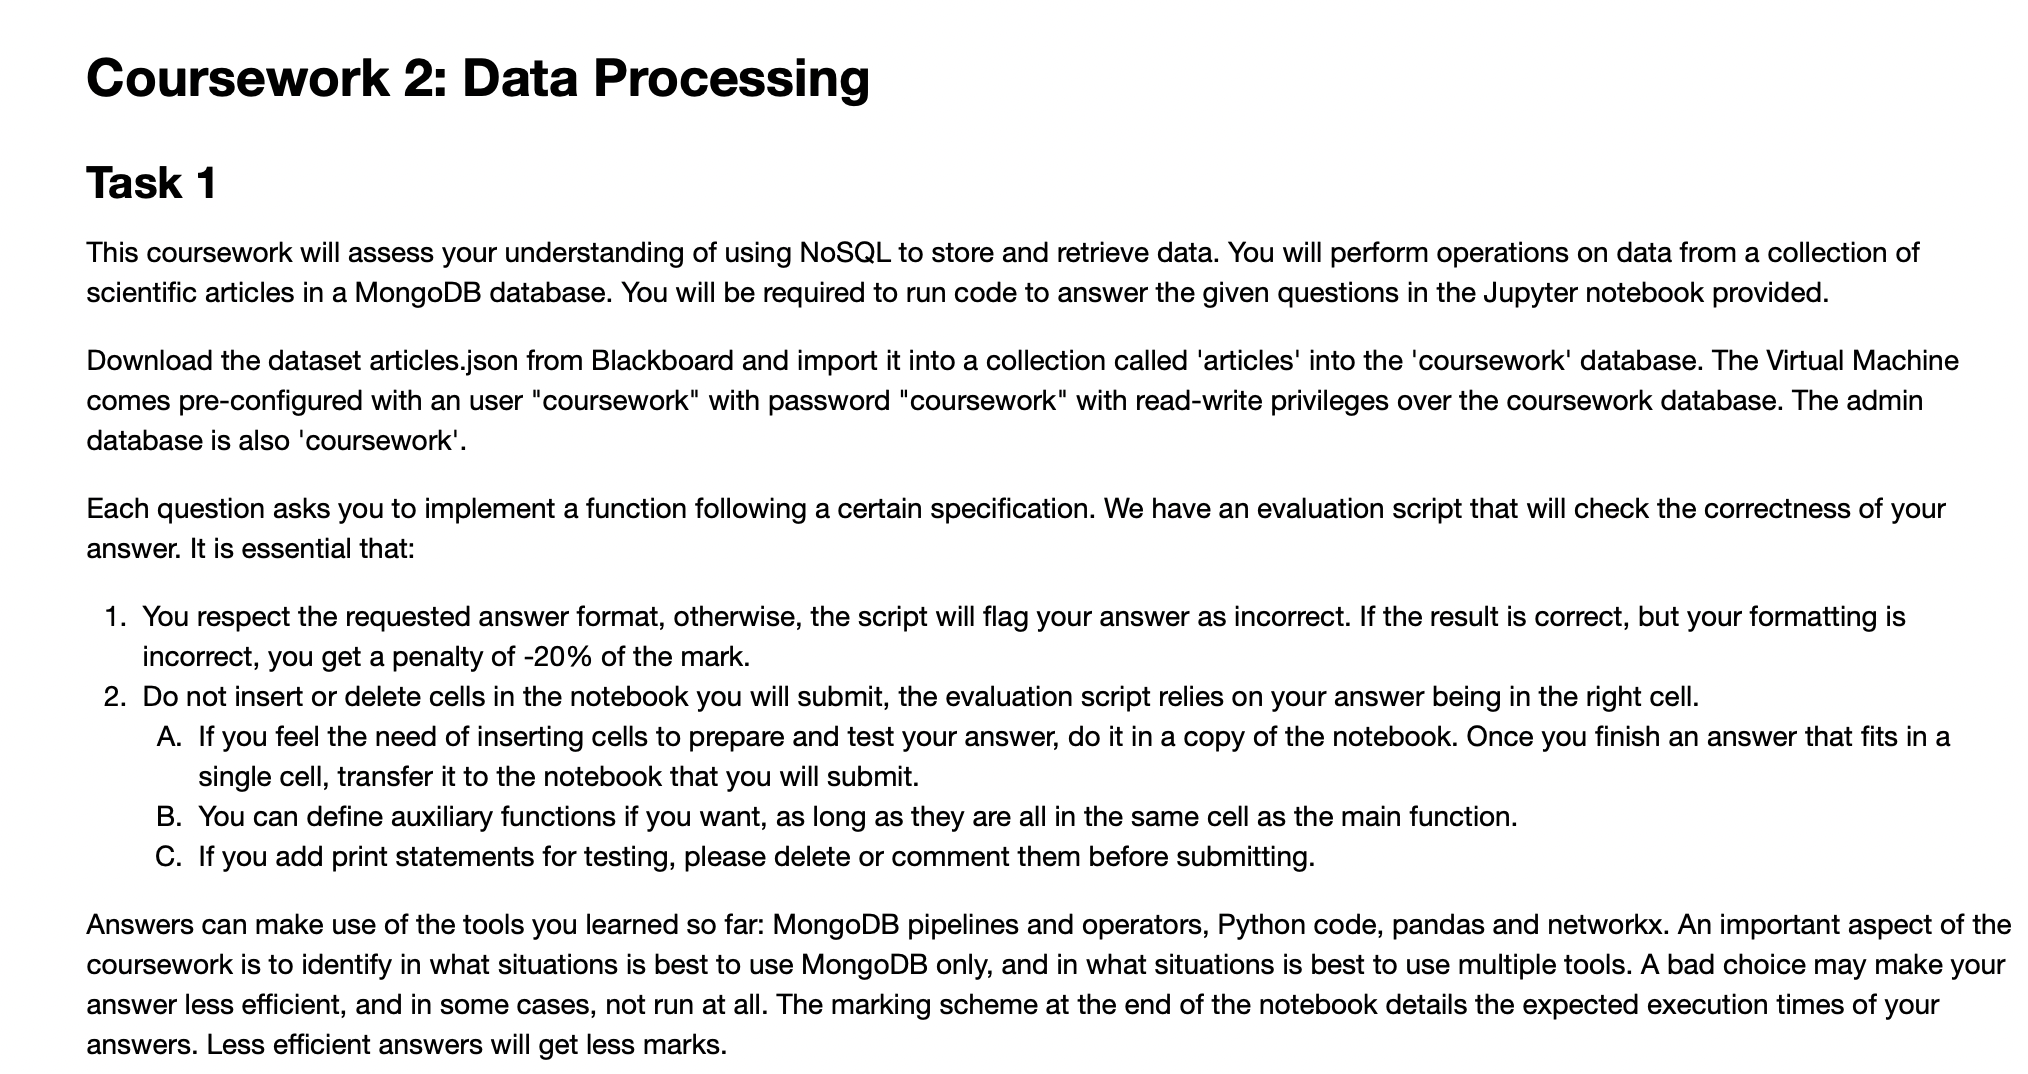 Coursework 2: Data Processing
Task 1
This coursework will assess your understanding of using NoSQL to store and retrieve data. You will perform operations on data from a collection of
scientific articles in a MongoDB database. You will be required to run code to answer the given questions in the Jupyter notebook provided.
Download the dataset articles.json from Blackboard and import it into a collection called 'articles' into the 'coursework' database. The Virtual Machine
comes pre-configured with an user "coursework" with password "coursework" with read-write privileges over the coursework database. The admin
database is also 'coursework'.
Each question asks you to implement a function following a certain specification. We have an evaluation script that will check the correctness of your
answer. It is essential that:
1. You respect the requested answer format, otherwise, the script will flag your answer as incorrect. If the result is correct, but your formatting is
incorrect, you get a penalty of -20% of the mark.
2. Do not insert or delete cells in the notebook you will submit, the evaluation script relies on your answer being in the right cell.
A. If you feel the need of inserting cells to prepare and test your answer, do it in a copy of the notebook. Once you finish an answer that fits in a
single cell, transfer it to the notebook that you will submit.
B. You can define auxiliary functions if you want, as long as they are all in the same cell as the main function.
C. If you add print statements for testing, please delete or comment them before submitting.
Answers can make use of the tools you learned so far: MongoDB pipelines and operators, Python code, pandas and networkx. An important aspect of the
coursework is to identify in what situations is best to use MongoDB only, and in what situations is best to use multiple tools. A bad choice may make your
answer less efficient, and in some cases, not run at all. The marking scheme at the end of the notebook details the expected execution times of your
answers. Less efficient answers will get less marks.